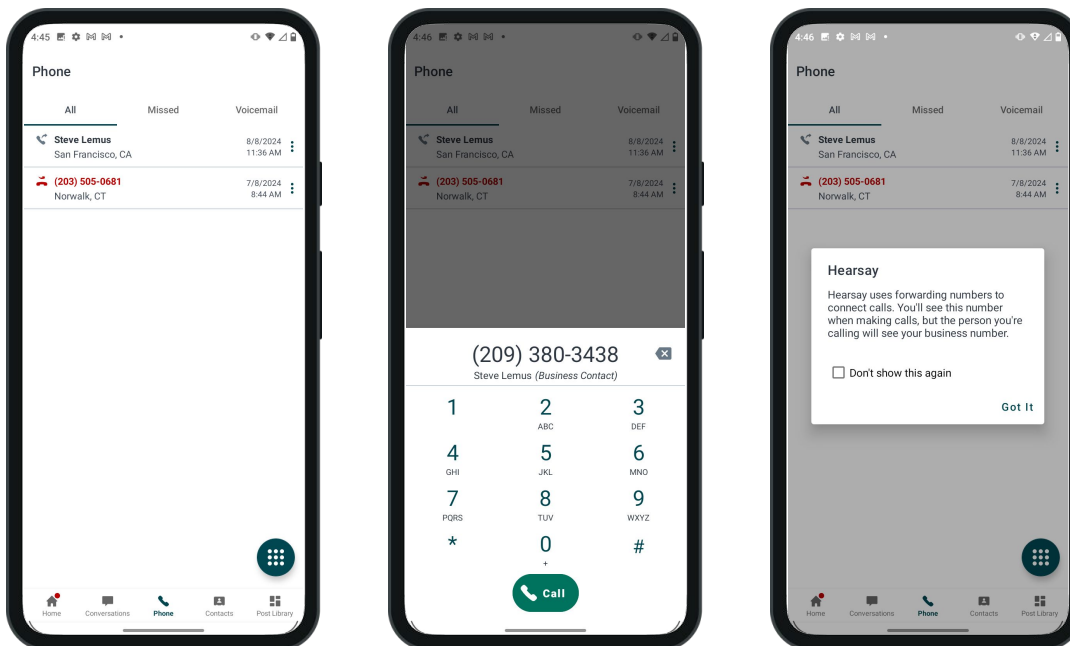 4:45
Phone
All Missed Voicemail
Steve Lemus 8/8/2024
San Francisco, CA 11:36 AM
(203) 505-0681 7/8/2024
Norwalk, CT 8:44 AM
Home Conversations Phone Contacts Post Library
4:46
Phone
All Missed Voicemail
Steve Lemus 8/8/2024
San Francisco, CA 11:36 AM
(203) 505-0681 7/8/2024
Norwalk, CT 8:44 AM
(209) 380-3438
Steve Lemus (Business Contact)
1 2 3
ABC DEF
4 5 6
GHI JKL MNO
7 8 9
PQRS TUV WXYZ
* 0 #
+
Call
4:46
Phone
All Missed Voicemail
Steve Lemus 8/8/2024
San Francisco, CA 11:36 AM
(203) 505-0681 7/8/2024
Norwalk, CT 8:44 AM
Hearsay
Hearsay uses forwarding numbers to
connect calls. You'll see this number
when making calls, but the person you're
calling will see your business number.
Don't show this again
Got It
Home Conversations Phone Contacts Post Library